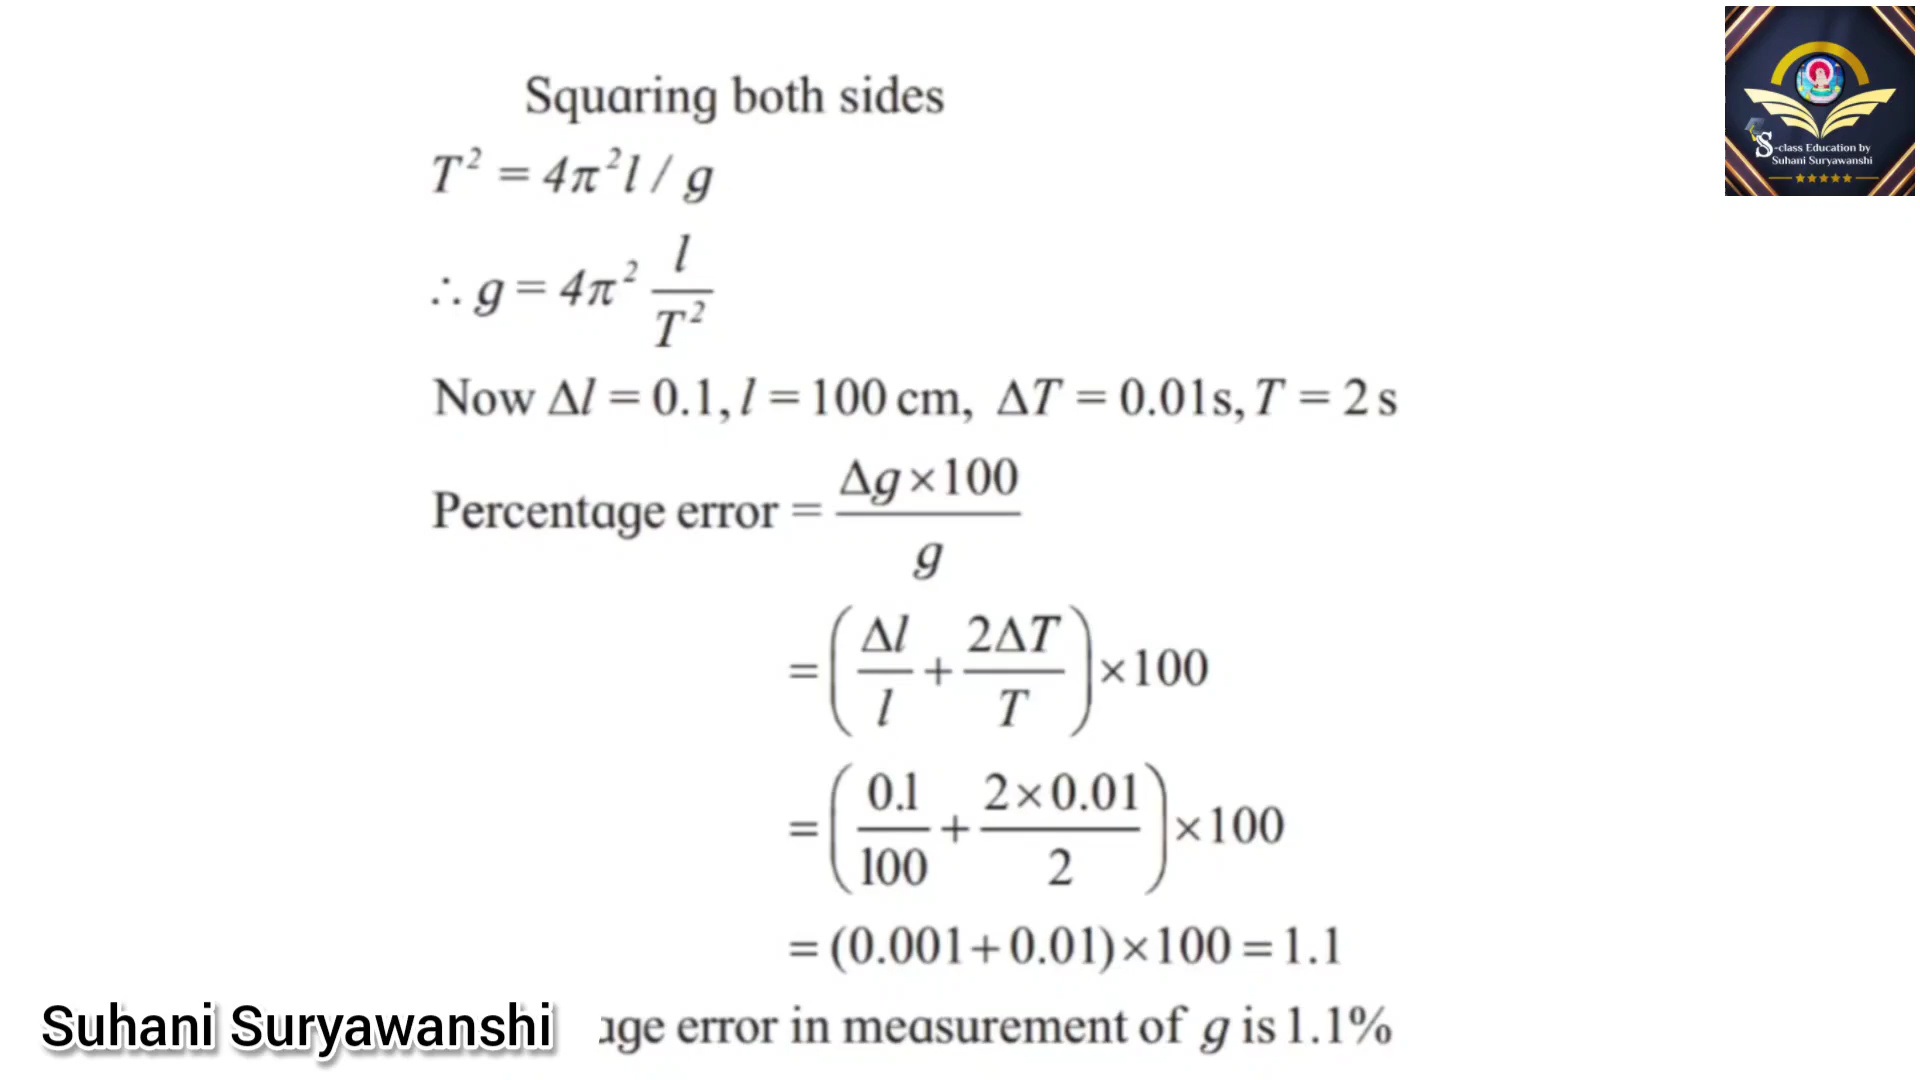 Squaring both sides
T² = 4π²l / g
∴ g = 4π² l / T²
Now Δl = 0.1, l = 100 cm, ΔT = 0.01s, T = 2 s
Percentage error = Δg×100 / g
= (Δl / l + 2ΔT / T) ×100
= (0.1 / 100 + 2×0.01 / 2) ×100
= (0.001+0.01)×100 = 1.1
age error in measurement of g is 1.1%
Suhani Suryawanshi
S-class Education by
Suhani Suryawanshi